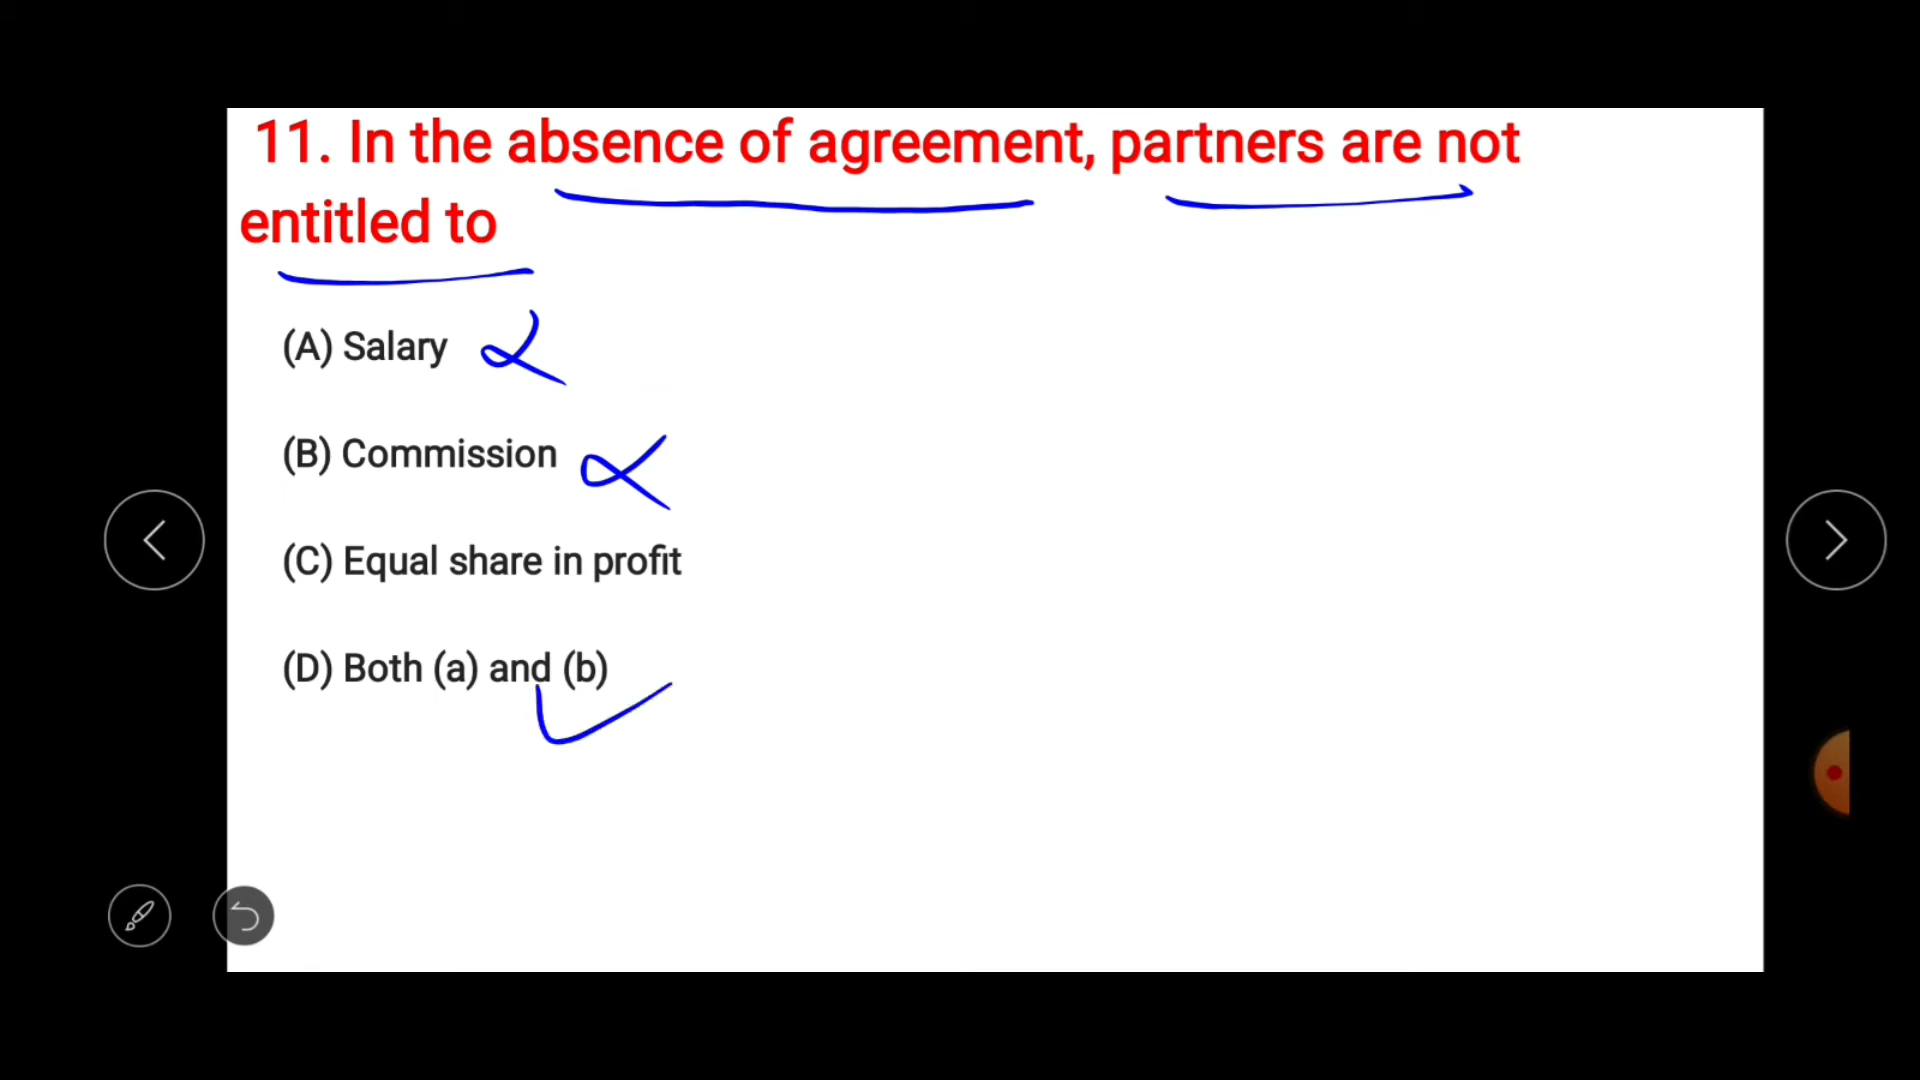 11. In the absence of agreement, partners are not
entitled to
(A) Salary
(B) Commission
(C) Equal share in profit
(D) Both (a) and (b)